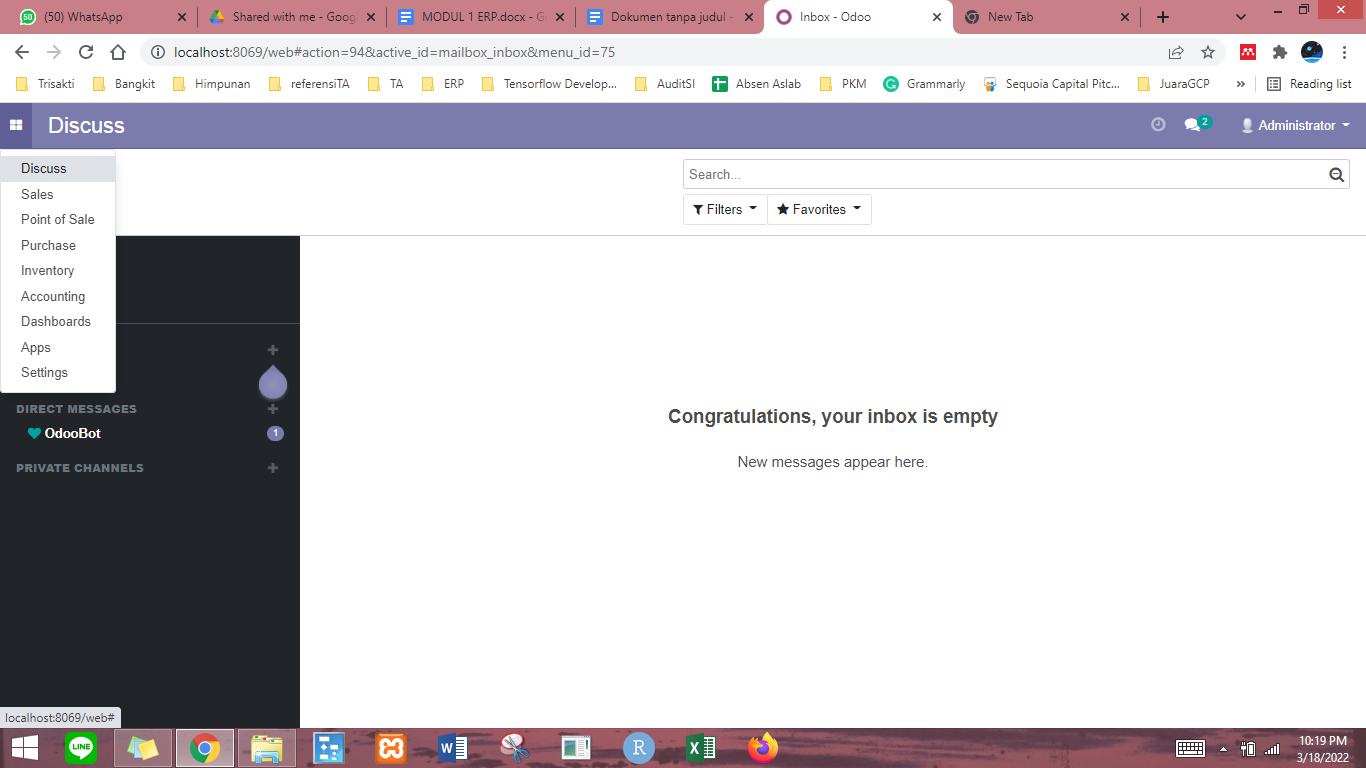 (50) WhatsApp
Shared with me - Goog
MODUL 1 ERP.docx - G
Dokumen tanpa judul -
Inbox - Odoo
New Tab
localhost:8069/web#action=94&active_id=mailbox_inbox&menu_id=75
Trisakti
Bangkit
Himpunan
referensiTA
TA
ERP
Tensorflow Develop...
AuditSI
Absen Aslab
PKM
Grammarly
Sequoia Capital Pitc...
JuaraGCP
»
Reading list
Discuss
2
Administrator
Discuss
Sales
Point of Sale
Purchase
Inventory
Accounting
Dashboards
Apps
Settings
Search...
Filters
Favorites
DIRECT MESSAGES
OdooBot
1
PRIVATE CHANNELS
Congratulations, your inbox is empty
New messages appear here.
localhost:8069/web#
LINE
10:19 PM
3/18/2022